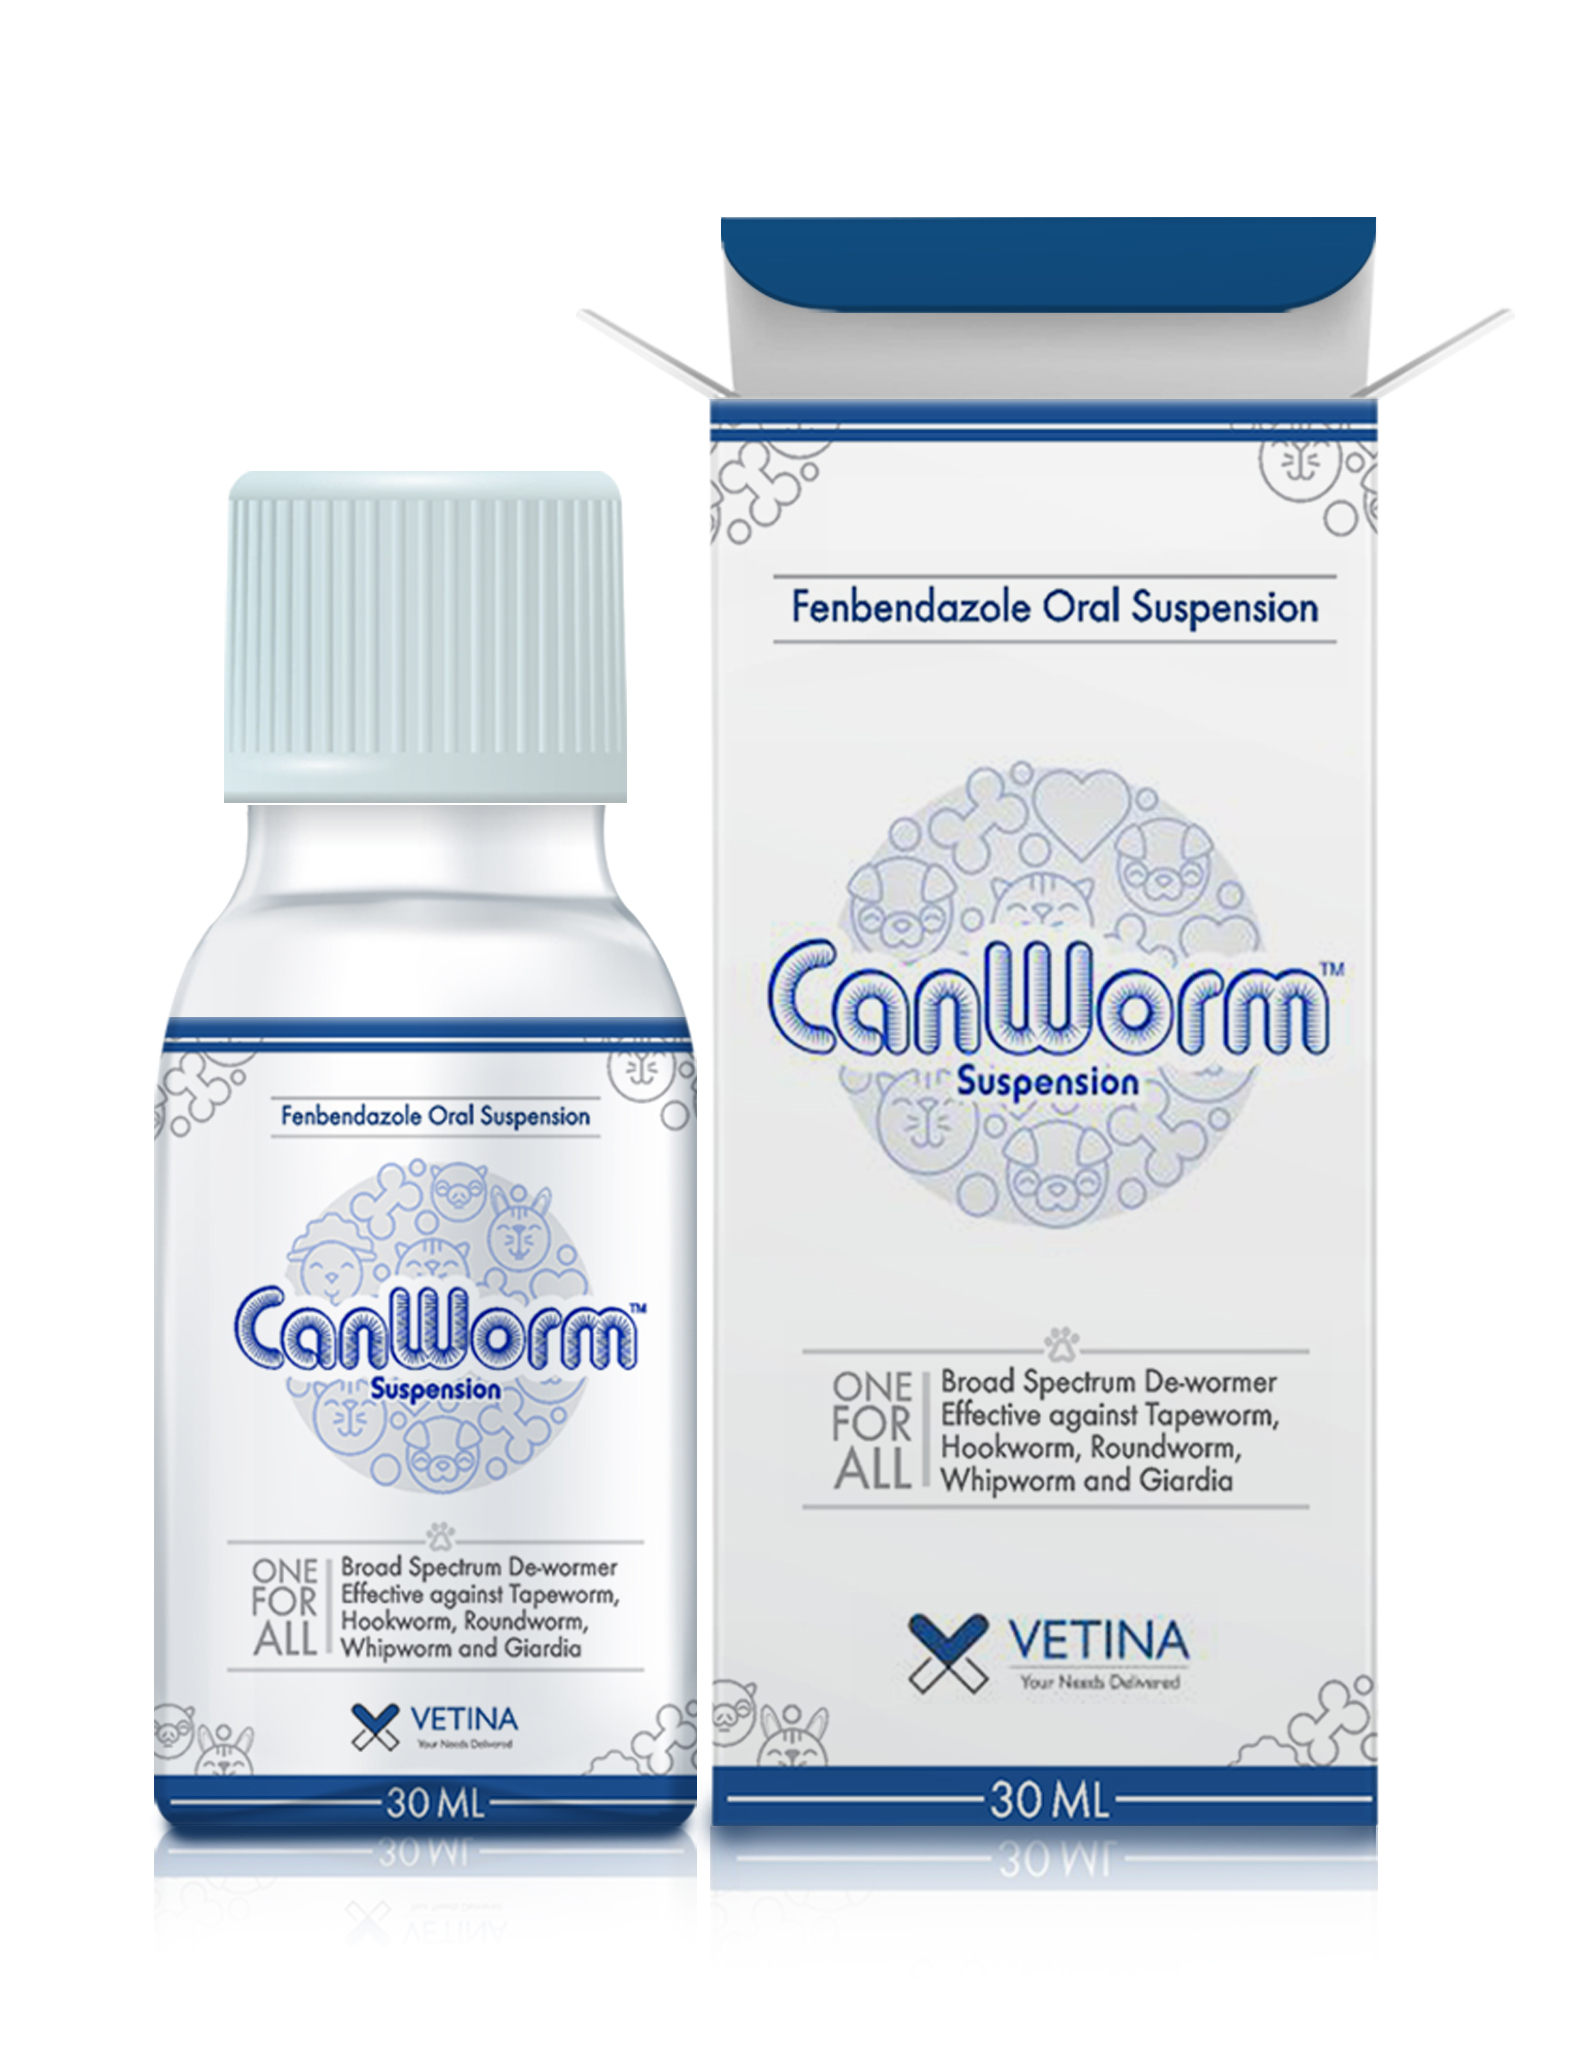 Fenbendazole Oral Suspension
CanWorm™
Suspension
ONE
FOR
ALL
Broad Spectrum De-wormer
Effective against Tapeworm,
Hookworm, Roundworm,
Whipworm and Giardia
VETINA
Your Needs Delivered
30 ML
Fenbendazole Oral Suspension
CanWorm™
Suspension
ONE
FOR
ALL
Broad Spectrum De-wormer
Effective against Tapeworm,
Hookworm, Roundworm,
Whipworm and Giardia
VETINA
Your Needs Delivered
30 ML